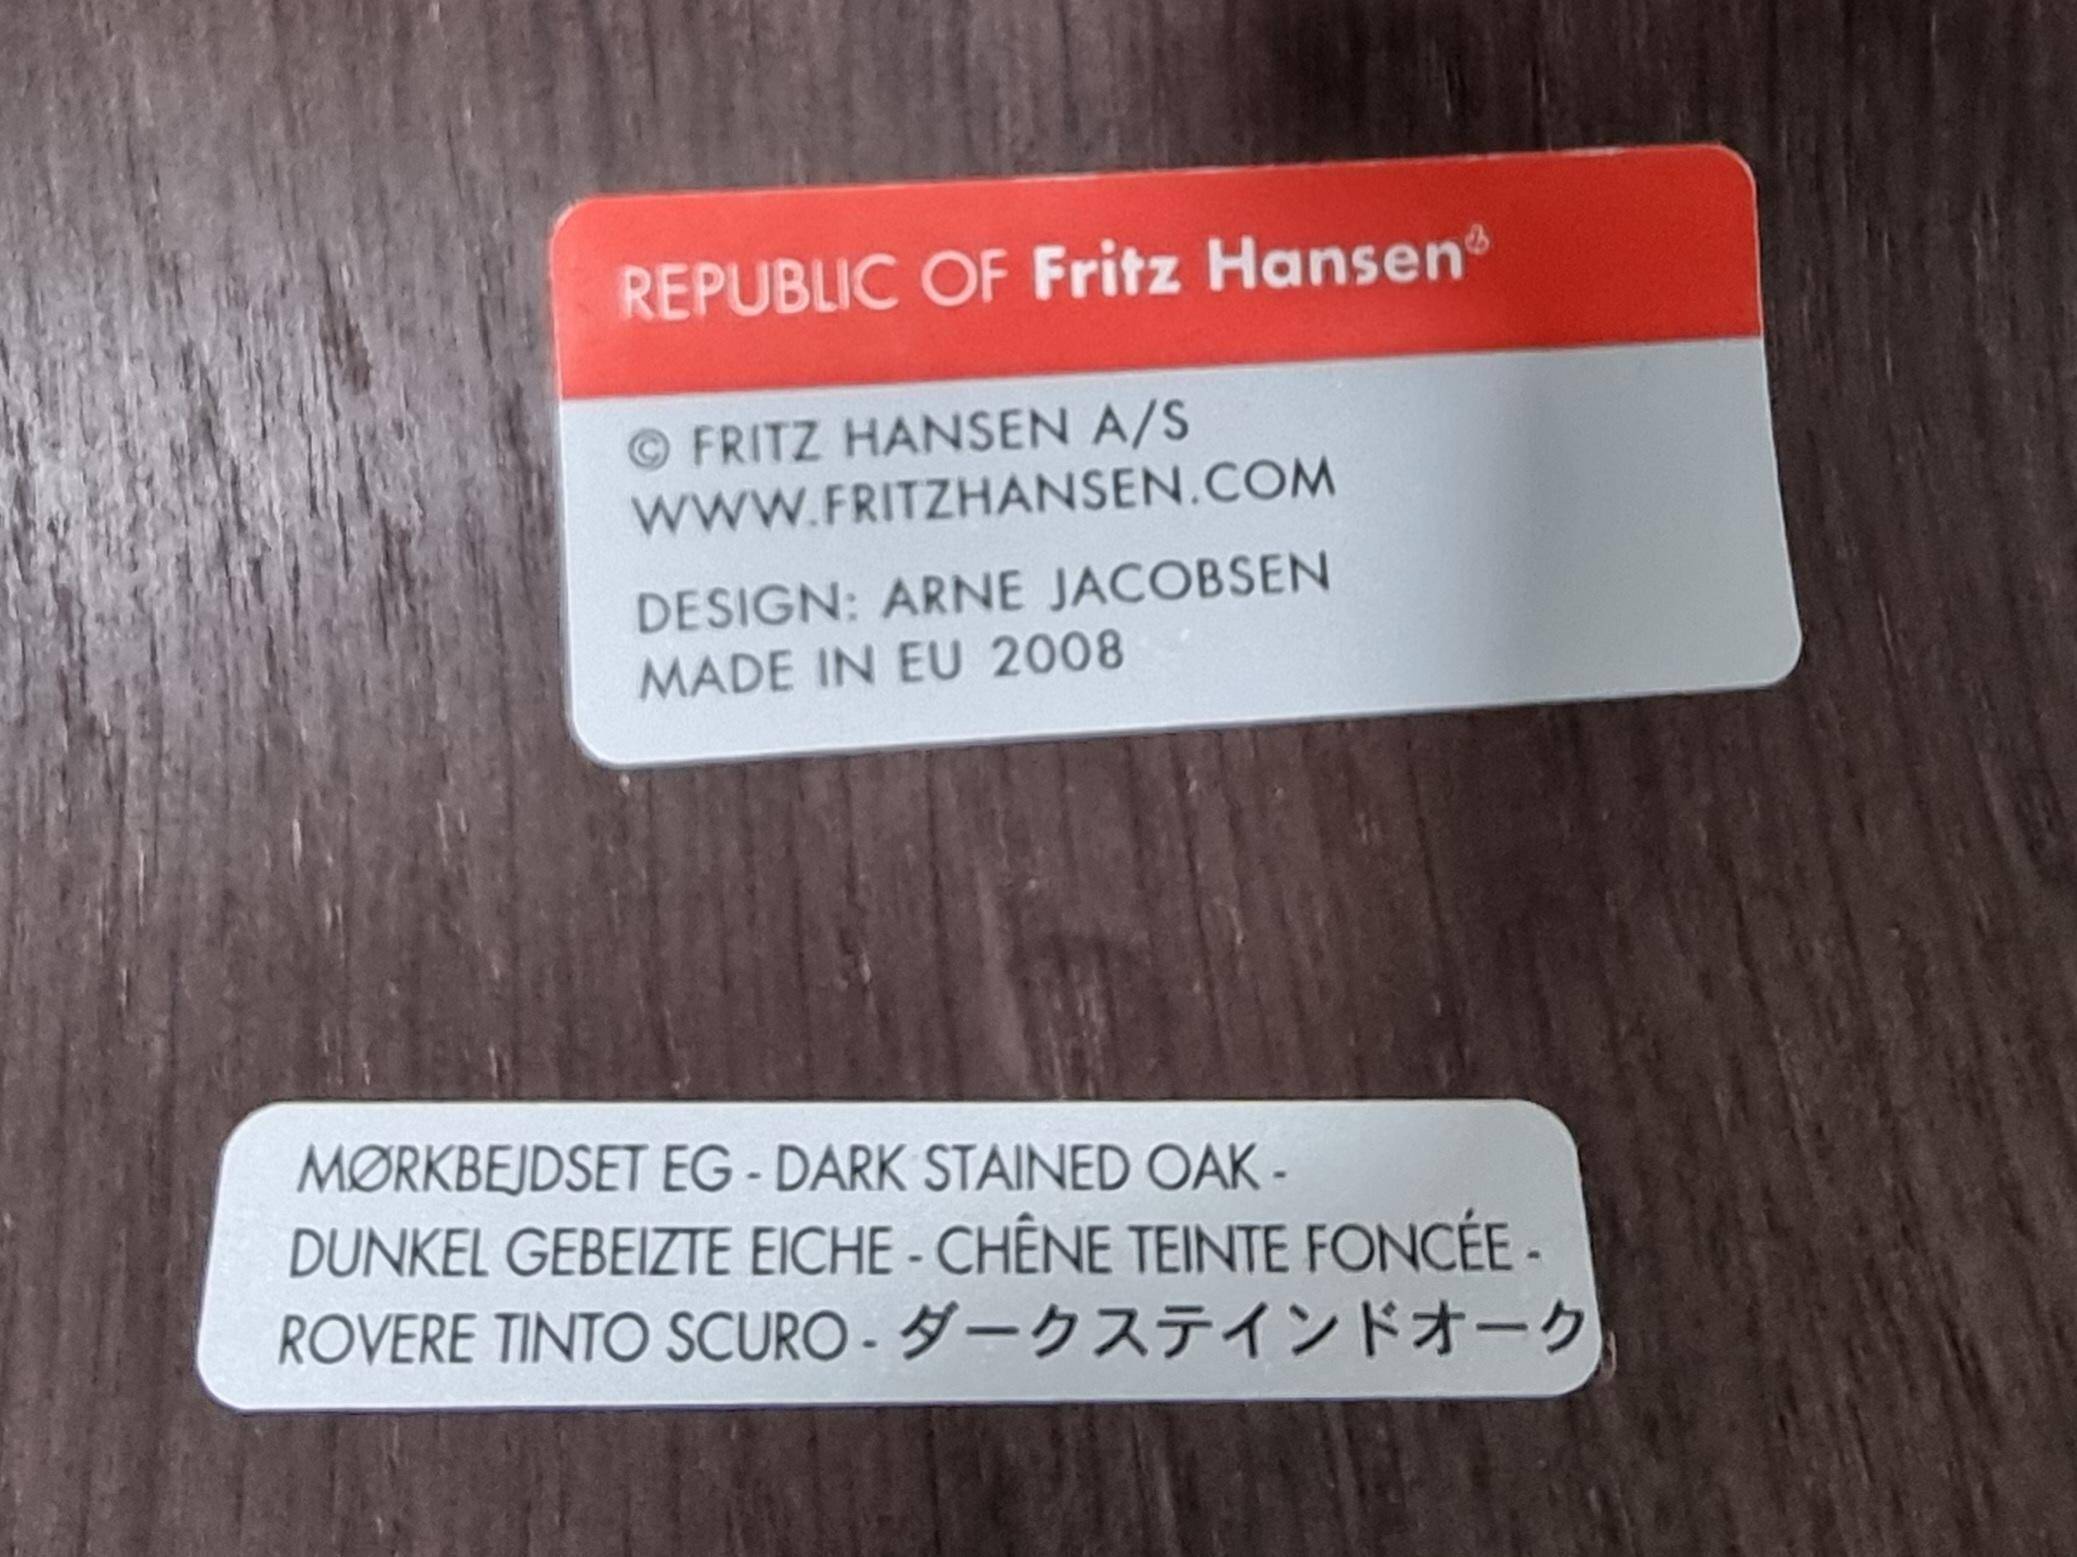 REPUBLIC OF Fritz Hansen
© FRITZ HANSEN A/S
WWW.FRITZHANSEN.COM
DESIGN: ARNE JACOBSEN
MADE IN EU 2008
MØRKBEJDSET EG - DARK STAINED OAK -
DUNKEL GEBEIZTE EICHE - CHÊNE TEINTE FONCÉE -
ROVERE TINTO SCURO - ダークステインドオーク